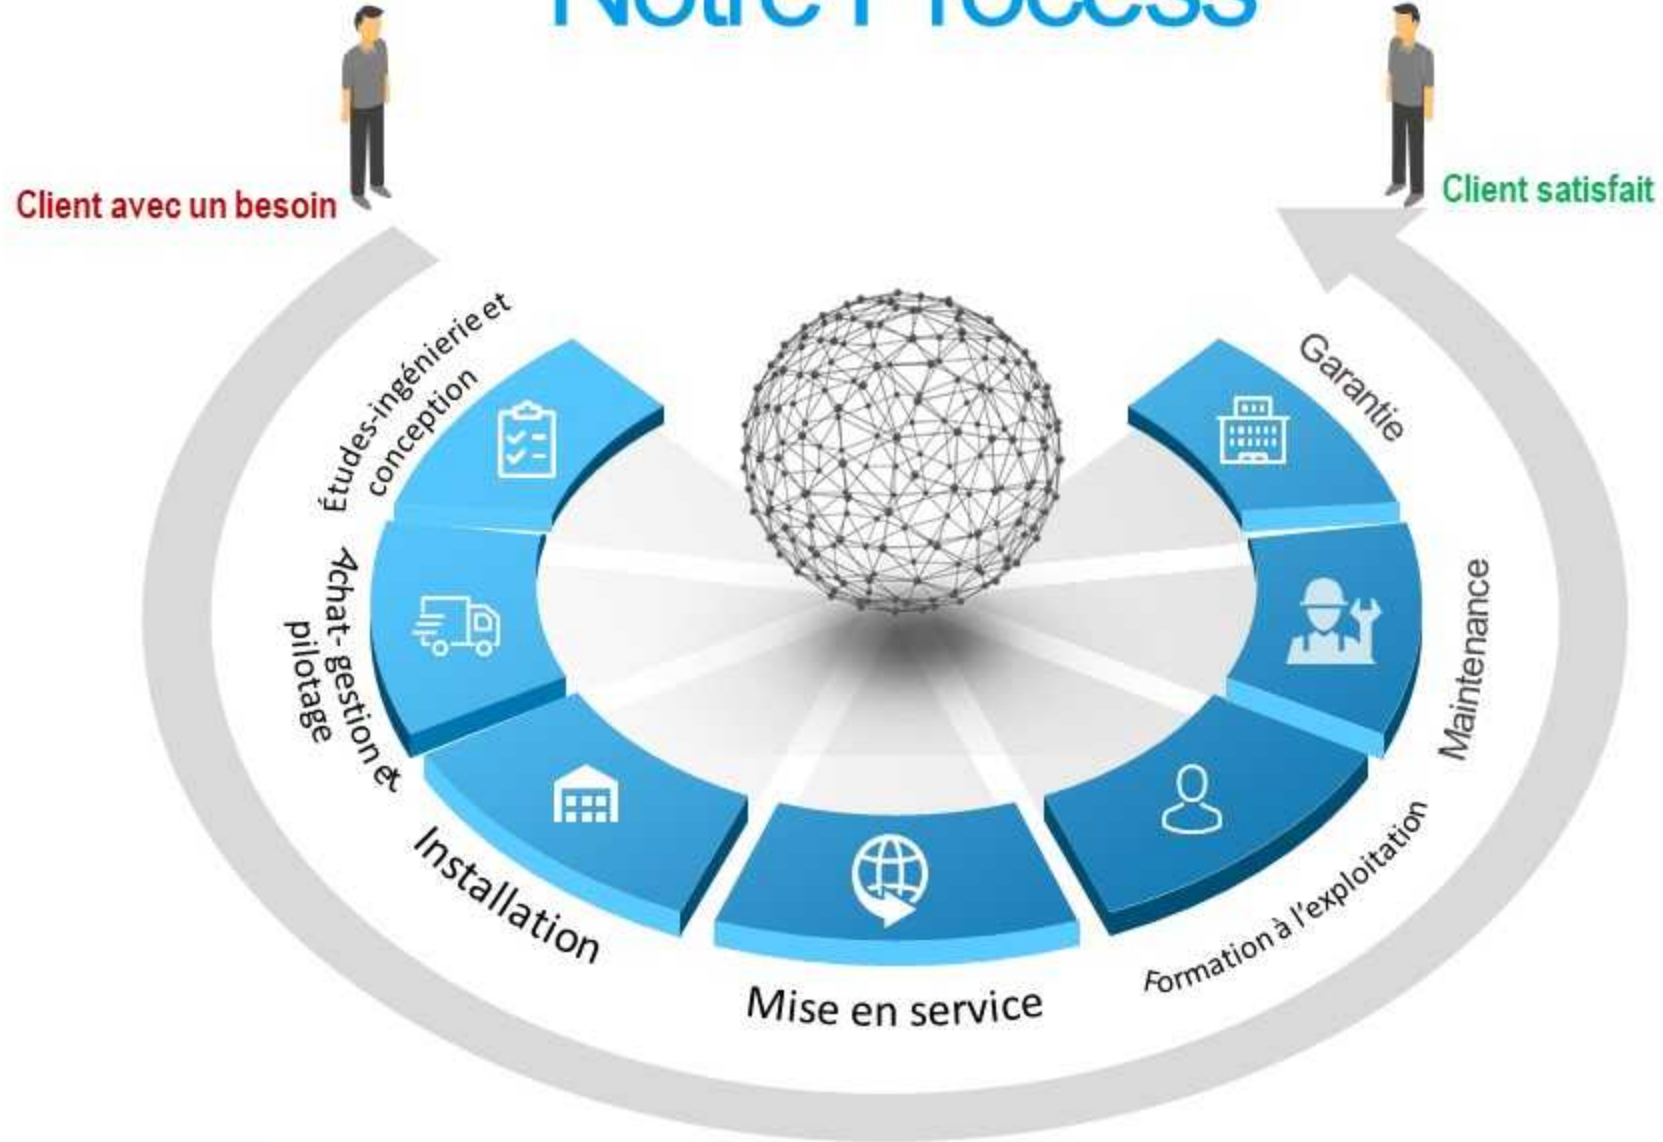 Notre Process
Client avec un besoin
Client satisfait
Études-ingénierie et
conception
Achat- gestion et
pilotage
Installation
Mise en service
Formation à l'exploitation
Maintenance
Garantie